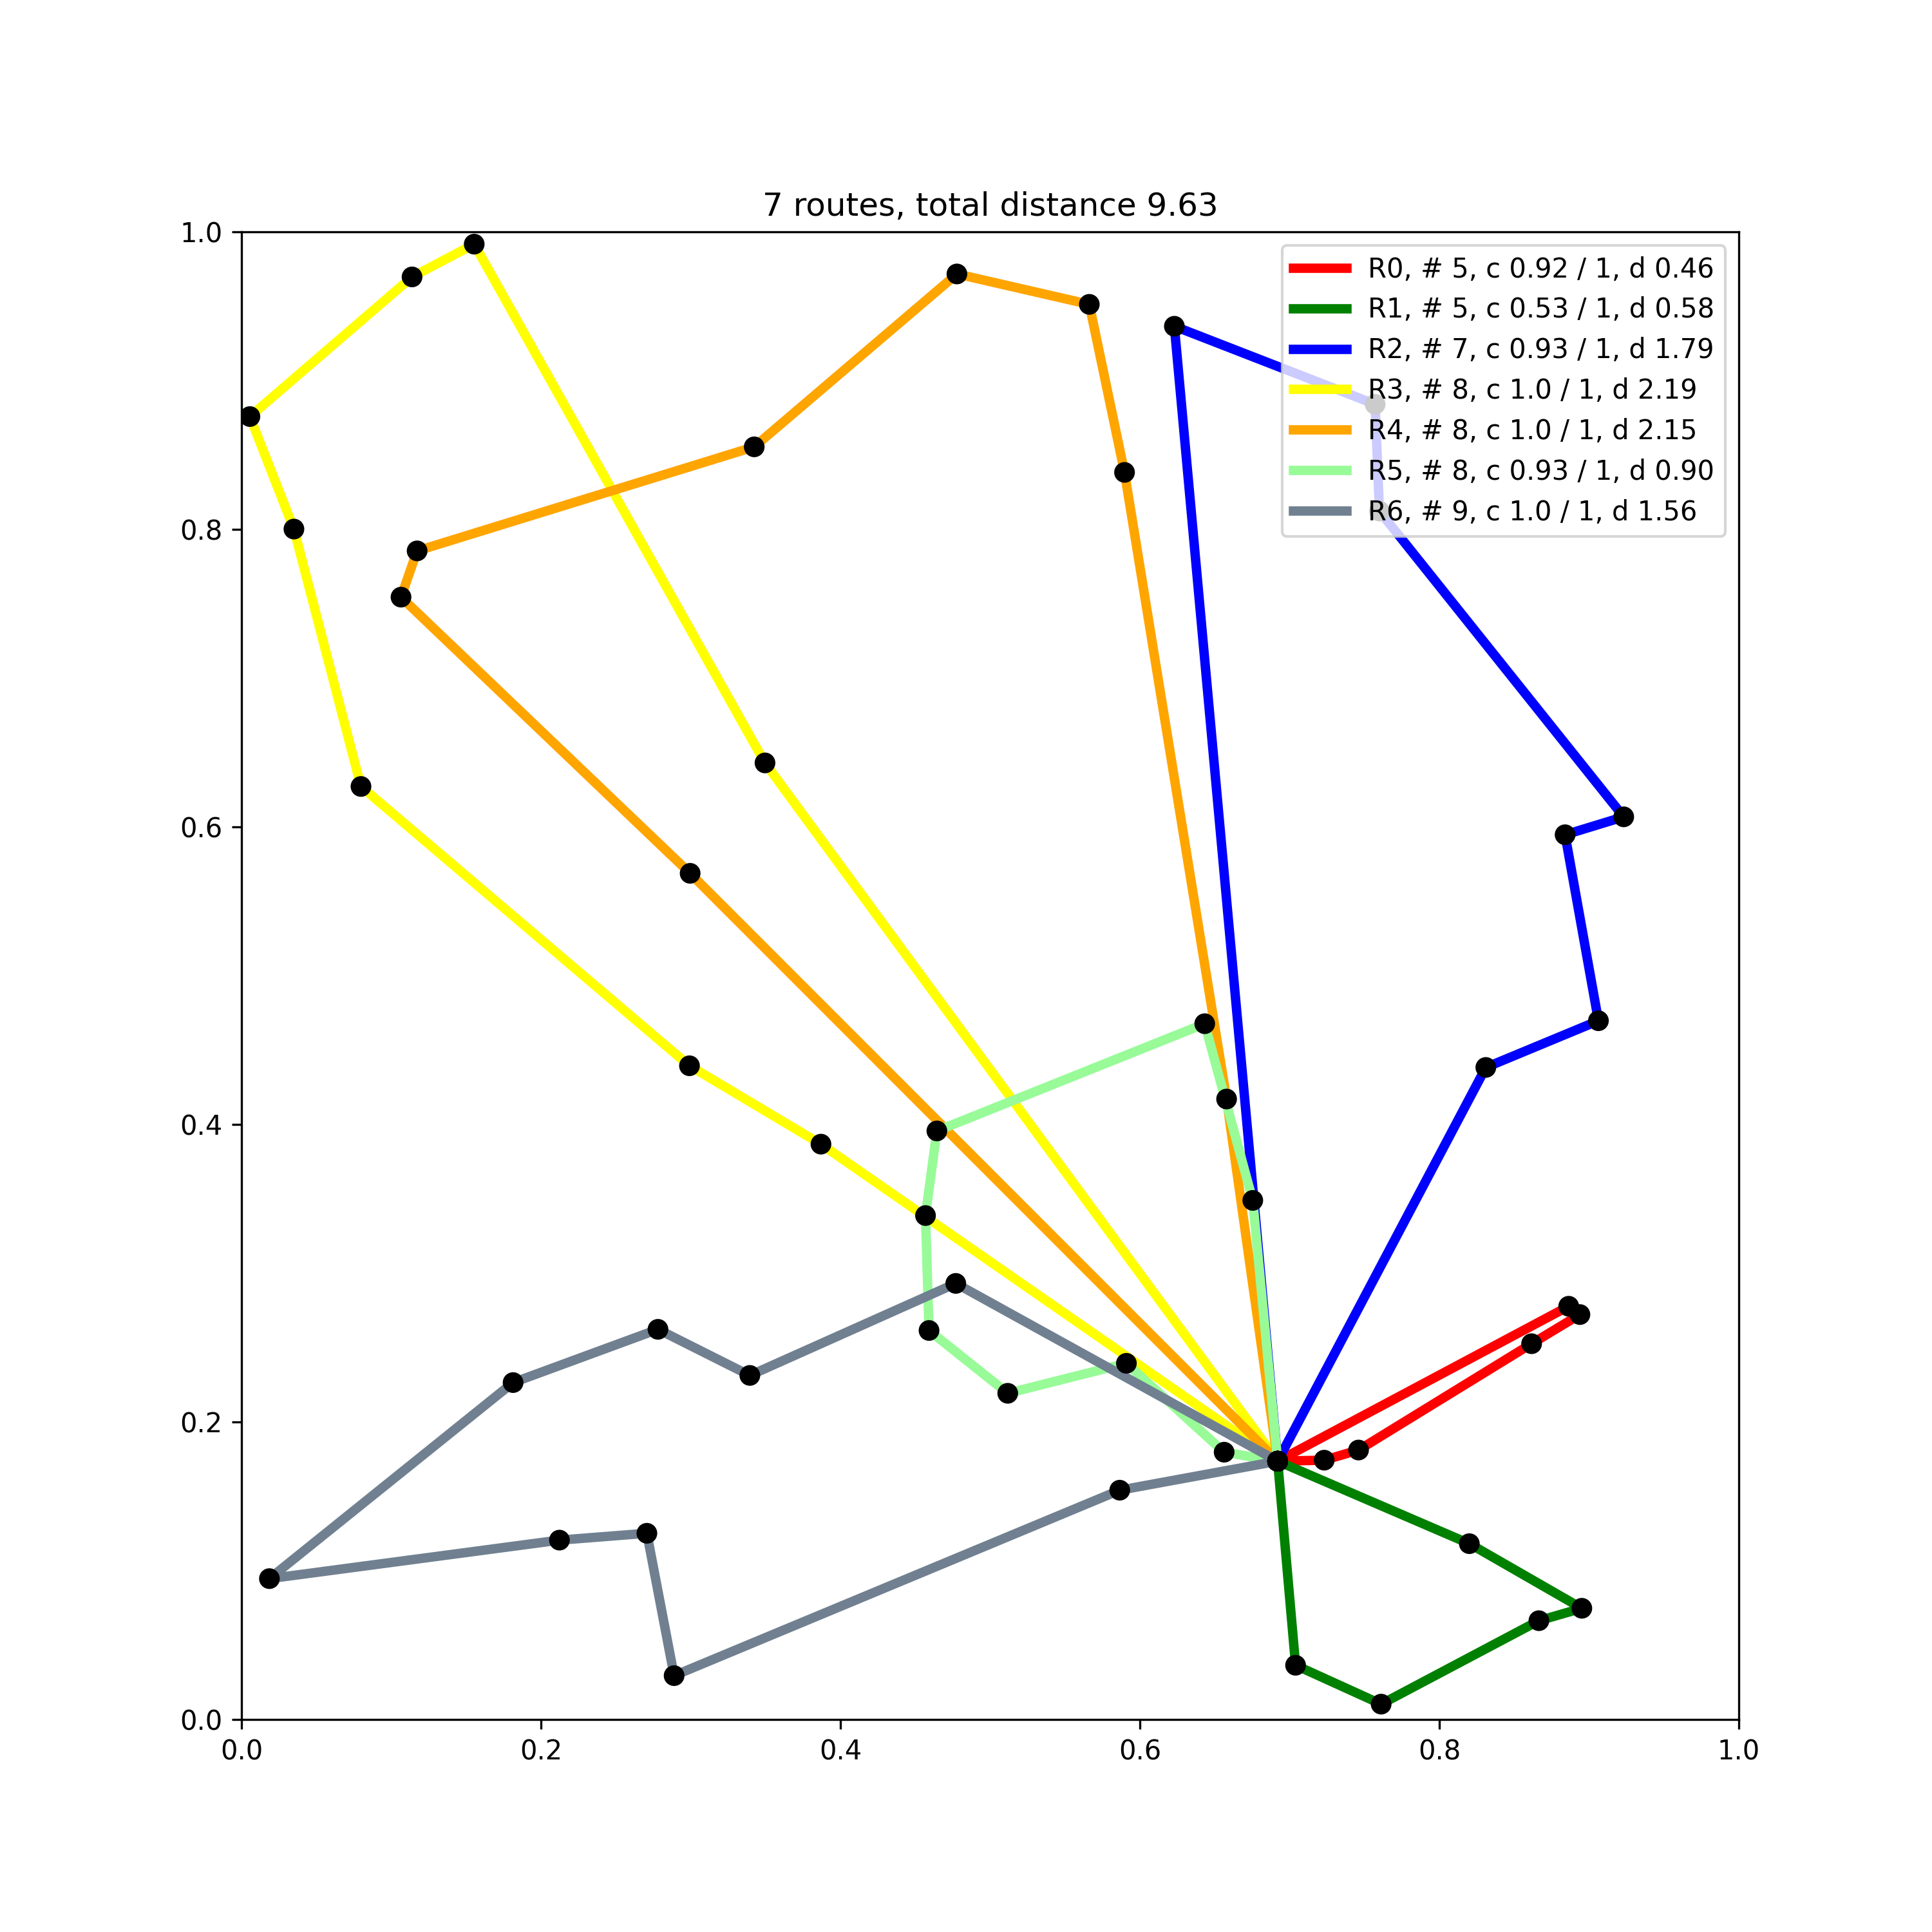 7 routes, total distance 9.63
1.0
0.8
0.6
0.4
0.2
0.0
0.0 0.2 0.4 0.6 0.8 1.0
R0, # 5, c 0.92 / 1, d 0.46
R1, # 5, c 0.53 / 1, d 0.58
R2, # 7, c 0.93 / 1, d 1.79
R3, # 8, c 1.0 / 1, d 2.19
R4, # 8, c 1.0 / 1, d 2.15
R5, # 8, c 0.93 / 1, d 0.90
R6, # 9, c 1.0 / 1, d 1.56